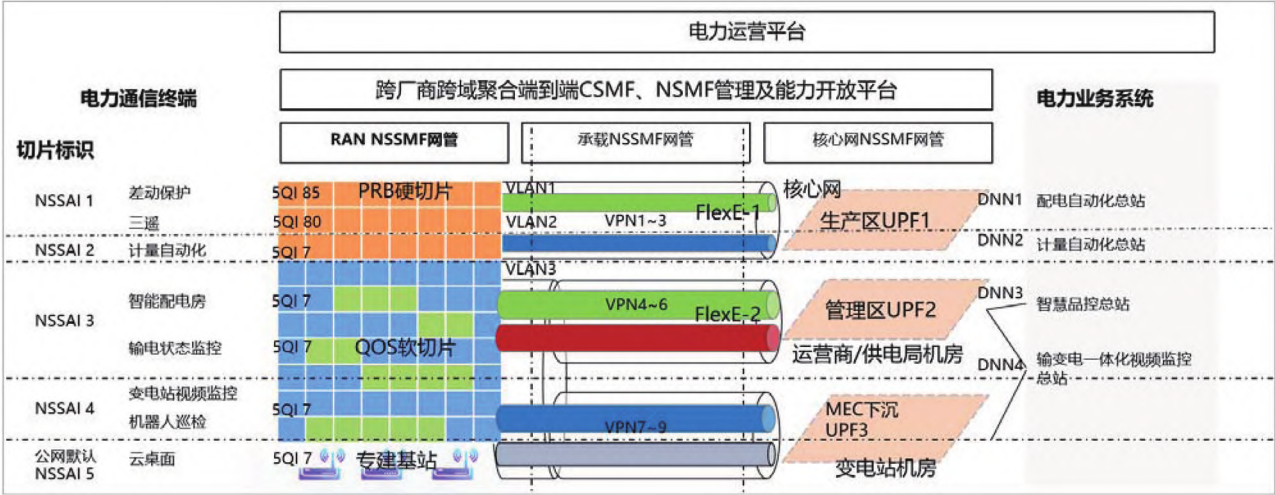 电力运营平台
跨厂商跨域聚合端到端CSMF、NSMF管理及能力开放平台
电力通信终端
电力业务系统
RAN NSSMF网管
承载NSSMF网管
核心网NSSMF网管
切片标识
NSSAI 1
差动保护
5QI 85
PRB硬切片
VLAN1
FlexE-1
核心网
生产区UPF1
DNN1
配电自动化总站
三遥
5QI 80
VLAN2
VPN1~3
NSSAI 2
计量自动化
5QI 7
DNN2
计量自动化总站
VLAN3
NSSAI 3
智能配电房
5QI 7
VPN4~6
FlexE-2
管理区UPF2
DNN3
智慧品控总站
输电状态监控
5QI 7
QOS软切片
运营商/供电局机房
DNN4
输变电一体化视频监控
总站
NSSAI 4
变电站视频监控
机器人巡检
5QI 7
VPN7~9
MEC下沉
UPF3
公网默认
NSSAI 5
云桌面
5QI 7
专建基站
变电站机房